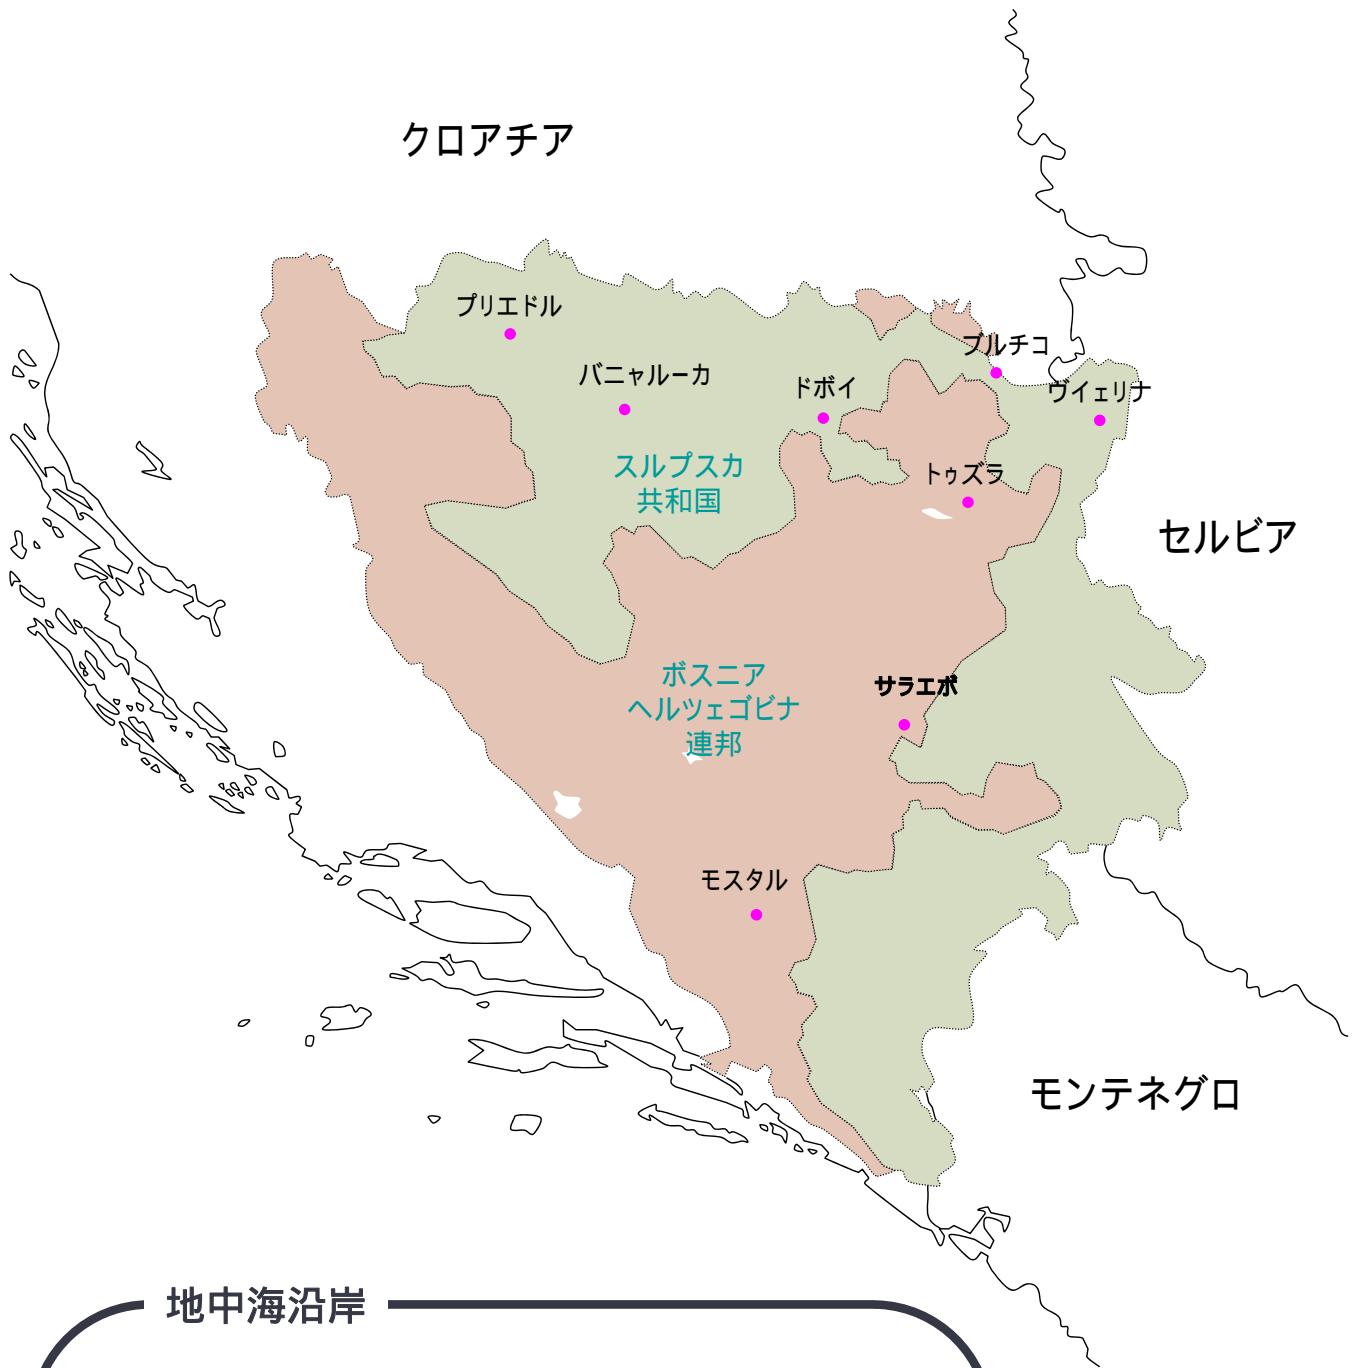 クロアチア
プリエドル
ブルチコ
バニャルーカ
ドボイ
ヴィェリナ
スルプスカ
共和国
トゥズラ
セルビア
ボスニア
ヘルツェゴビナ
連邦
サラエボ
モスタル
モンテネグロ
地中海沿岸